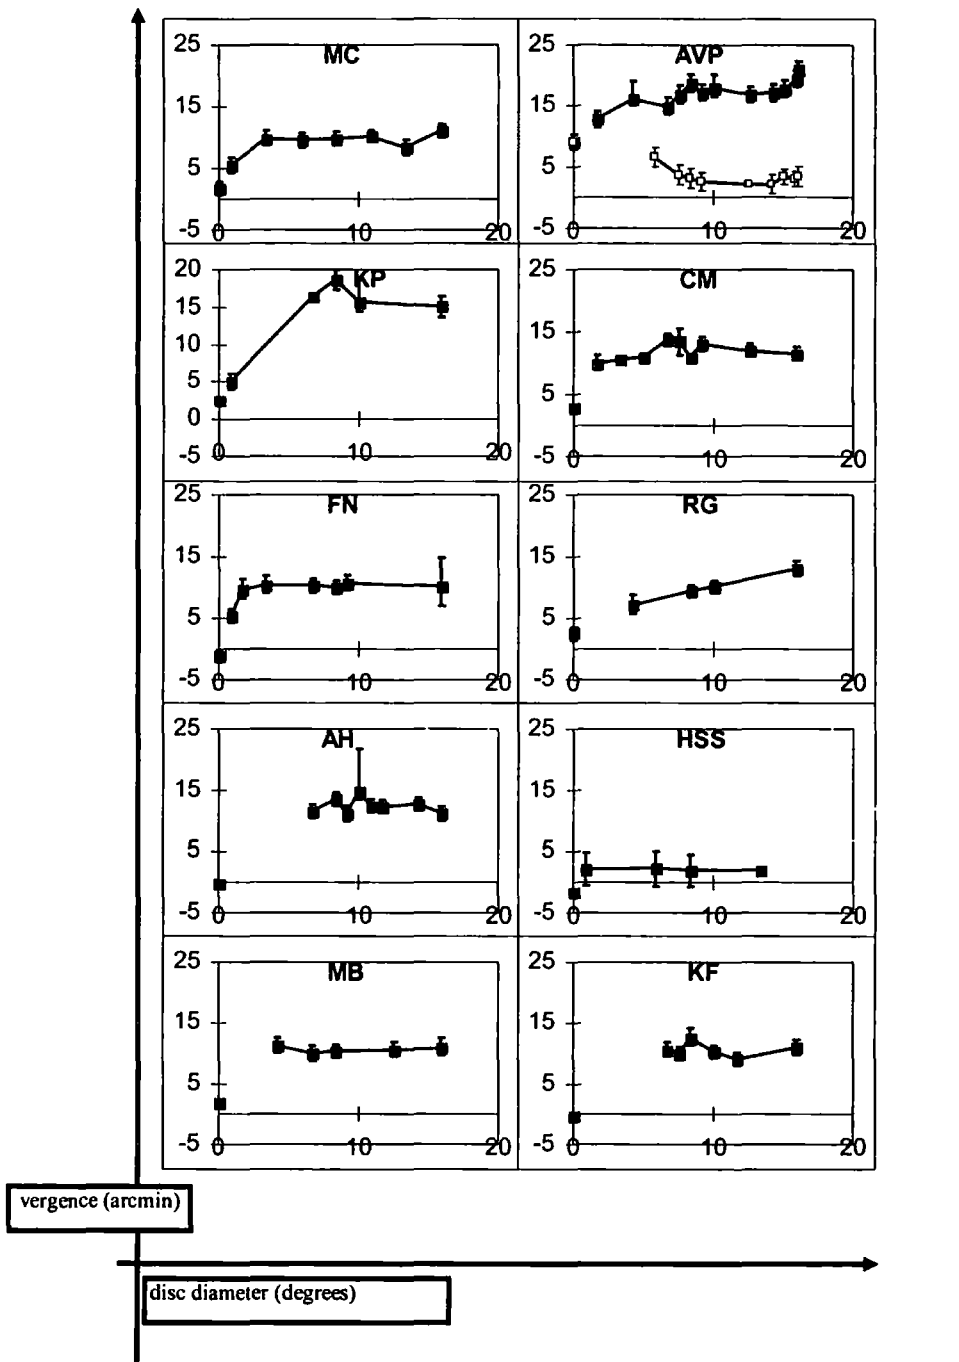 25 MC 25 AVP
15 15
5 5
-5 0 10 20 -5 0 10 20
20 KP 25 CM
15 15
10
5 5
0
-5 0 10 20 -5 0 10 20
25 FN 25 RG
15 15
5 5
-5 0 10 20 -5 0 10 20
25 AH 25 HSS
15 15
5 5
-5 0 10 20 -5 0 10 20
25 MB 25 KF
15 15
5 5
-5 0 10 20 -5 0 10 20
vergence (arcmin)
disc diameter (degrees)